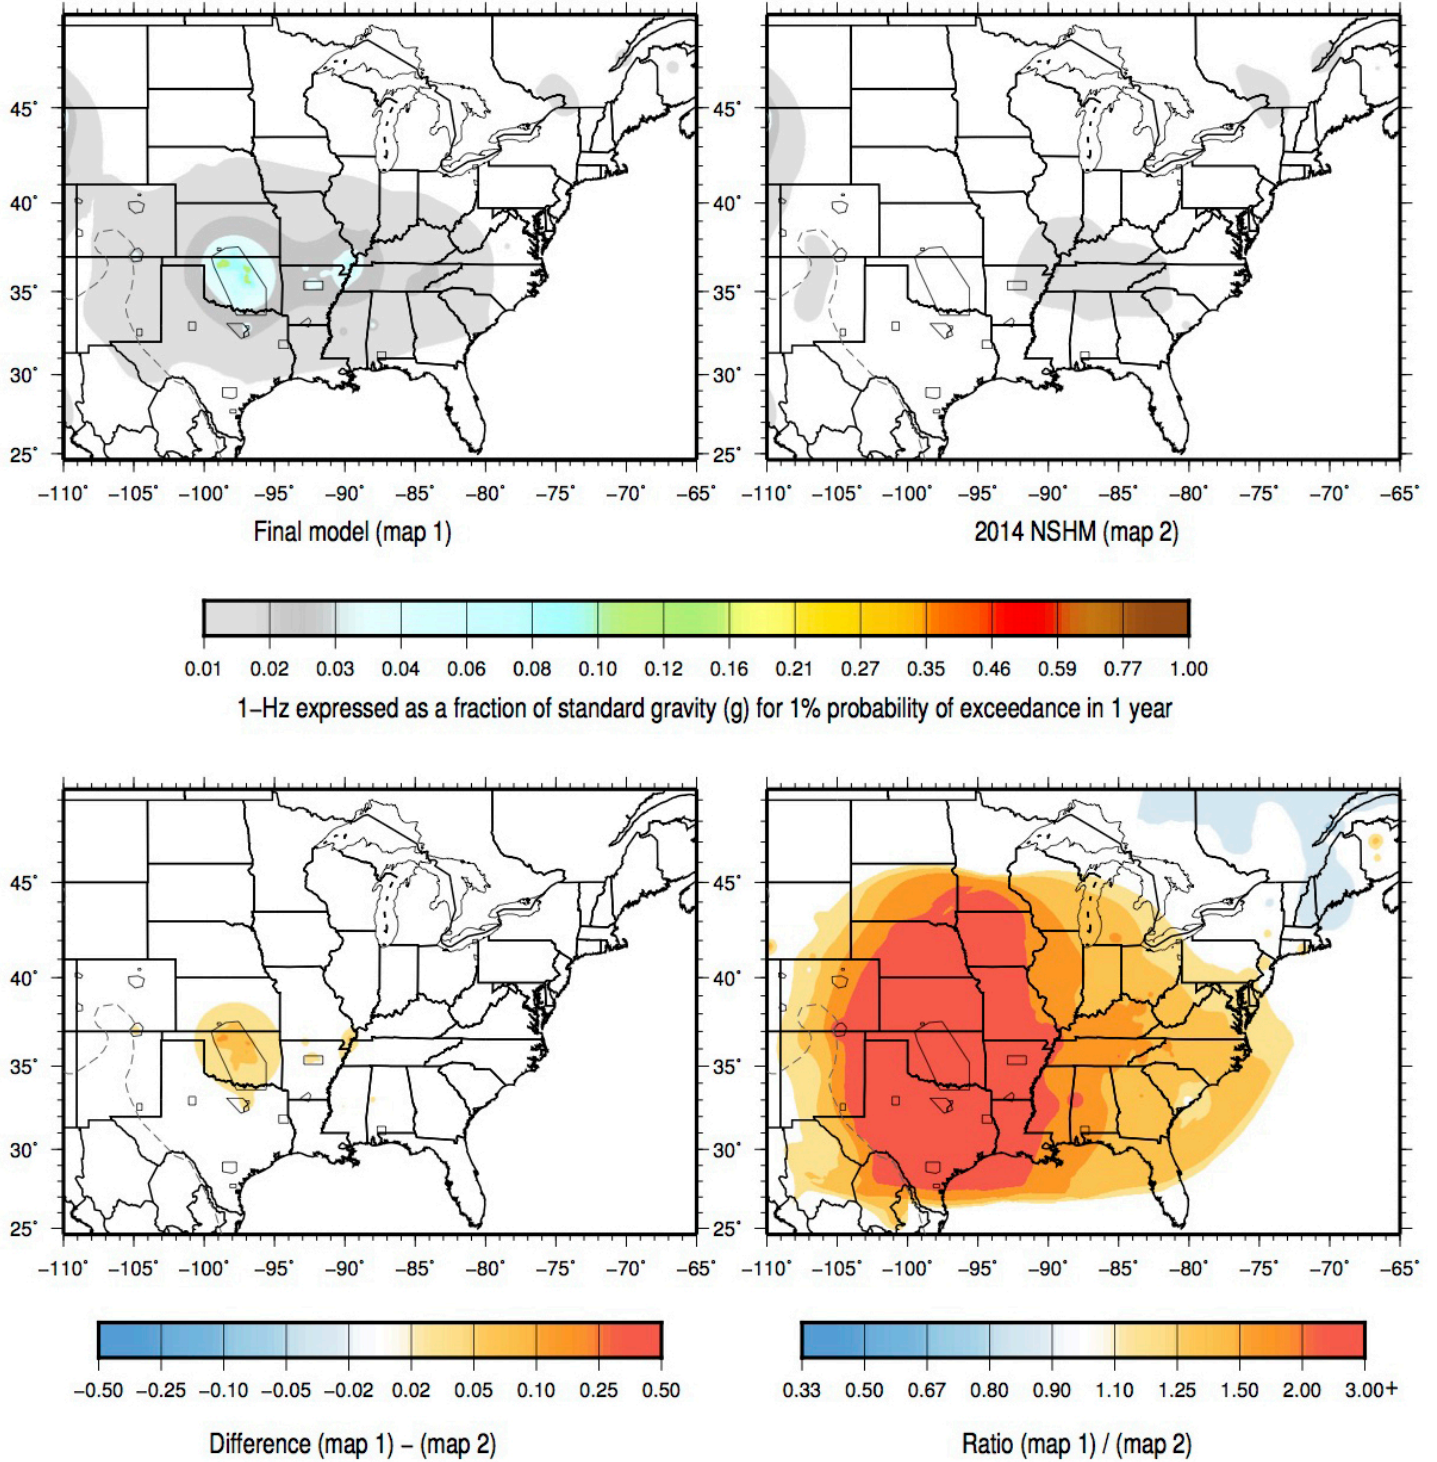 45° 45°
40° 40°
35° 35°
30° 30°
25° 25°
−110° −105° −100° −95° −90° −85° −80° −75° −70° −65° −110° −105° −100° −95° −90° −85° −80° −75° −70° −65°
Final model (map 1) 2014 NSHM (map 2)
0.01 0.02 0.03 0.04 0.06 0.08 0.10 0.12 0.16 0.21 0.27 0.35 0.46 0.59 0.77 1.00
1−Hz expressed as a fraction of standard gravity (g) for 1% probability of exceedance in 1 year
45° 45°
40° 40°
35° 35°
30° 30°
25° 25°
−110° −105° −100° −95° −90° −85° −80° −75° −70° −65° −110° −105° −100° −95° −90° −85° −80° −75° −70° −65°
−0.50 −0.25 −0.10 −0.05 −0.02 0.02 0.05 0.10 0.25 0.50 0.33 0.50 0.67 0.80 0.90 1.10 1.25 1.50 2.00 3.00+
Difference (map 1) − (map 2) Ratio (map 1) / (map 2)